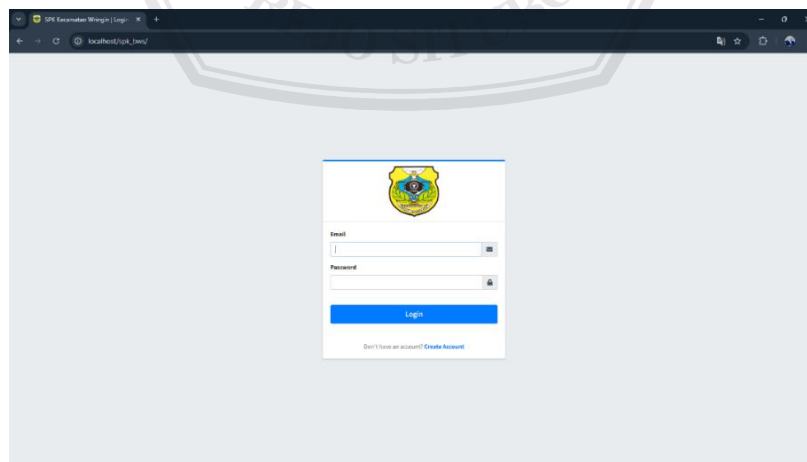 SPK Kecamatan Wringin | Login
localhost/spk_bws/
Email
Password
Login
Don't have an account? Create Account